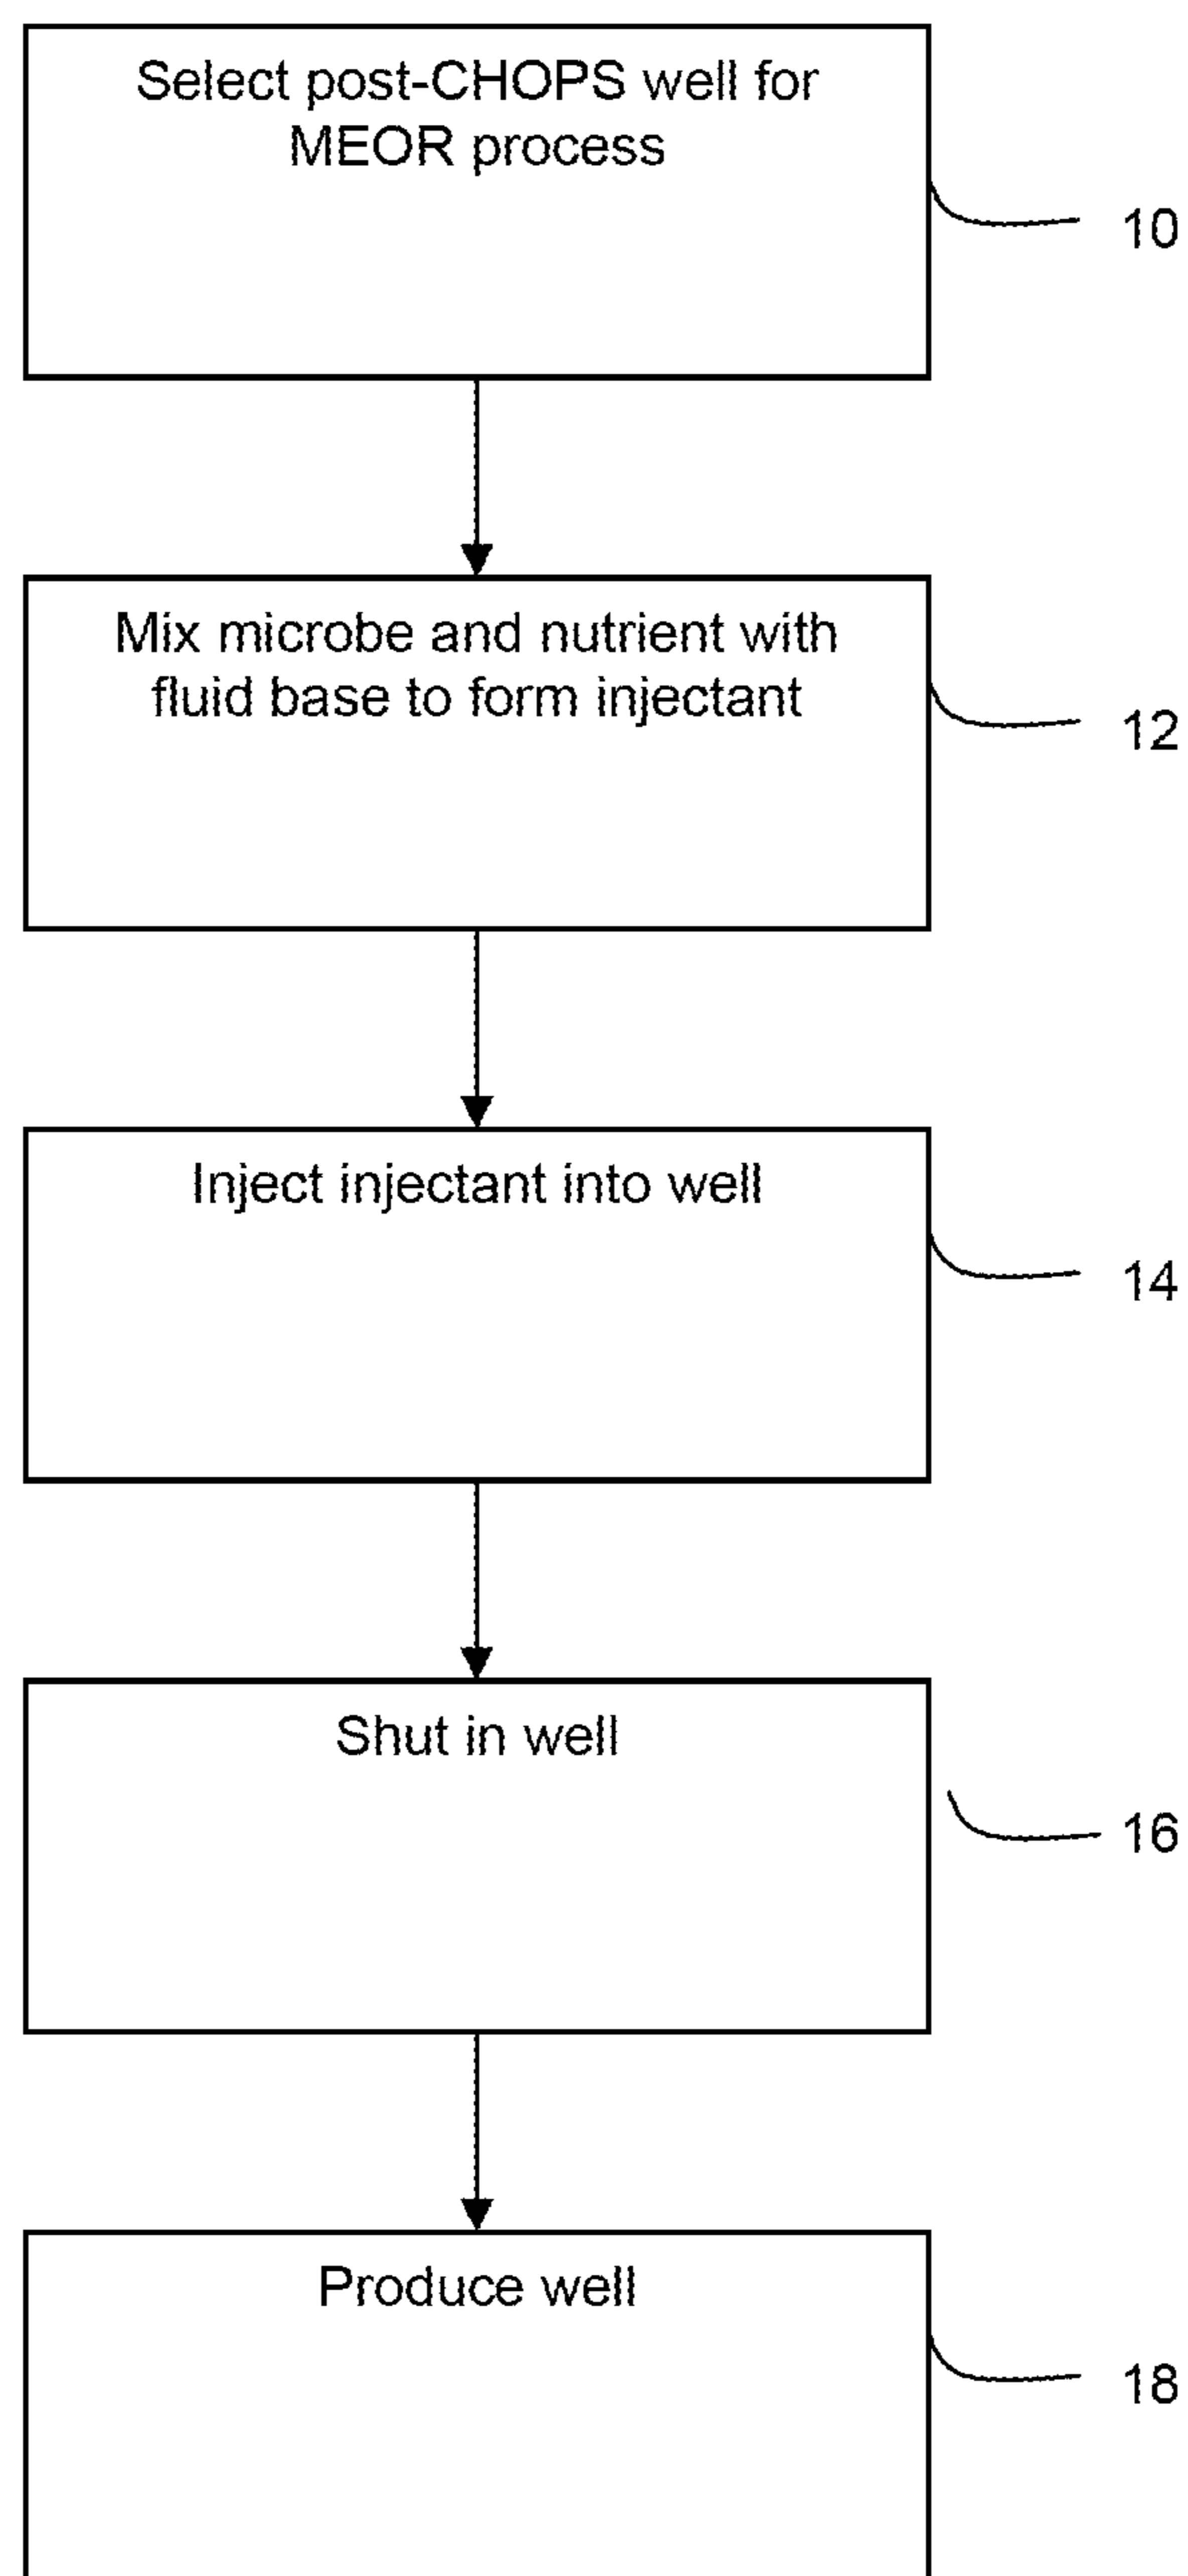 Select post-CHOPS well for
MEOR process
10
Mix microbe and nutrient with
fluid base to form injectant
12
Inject injectant into well
14
Shut in well
16
Produce well
18